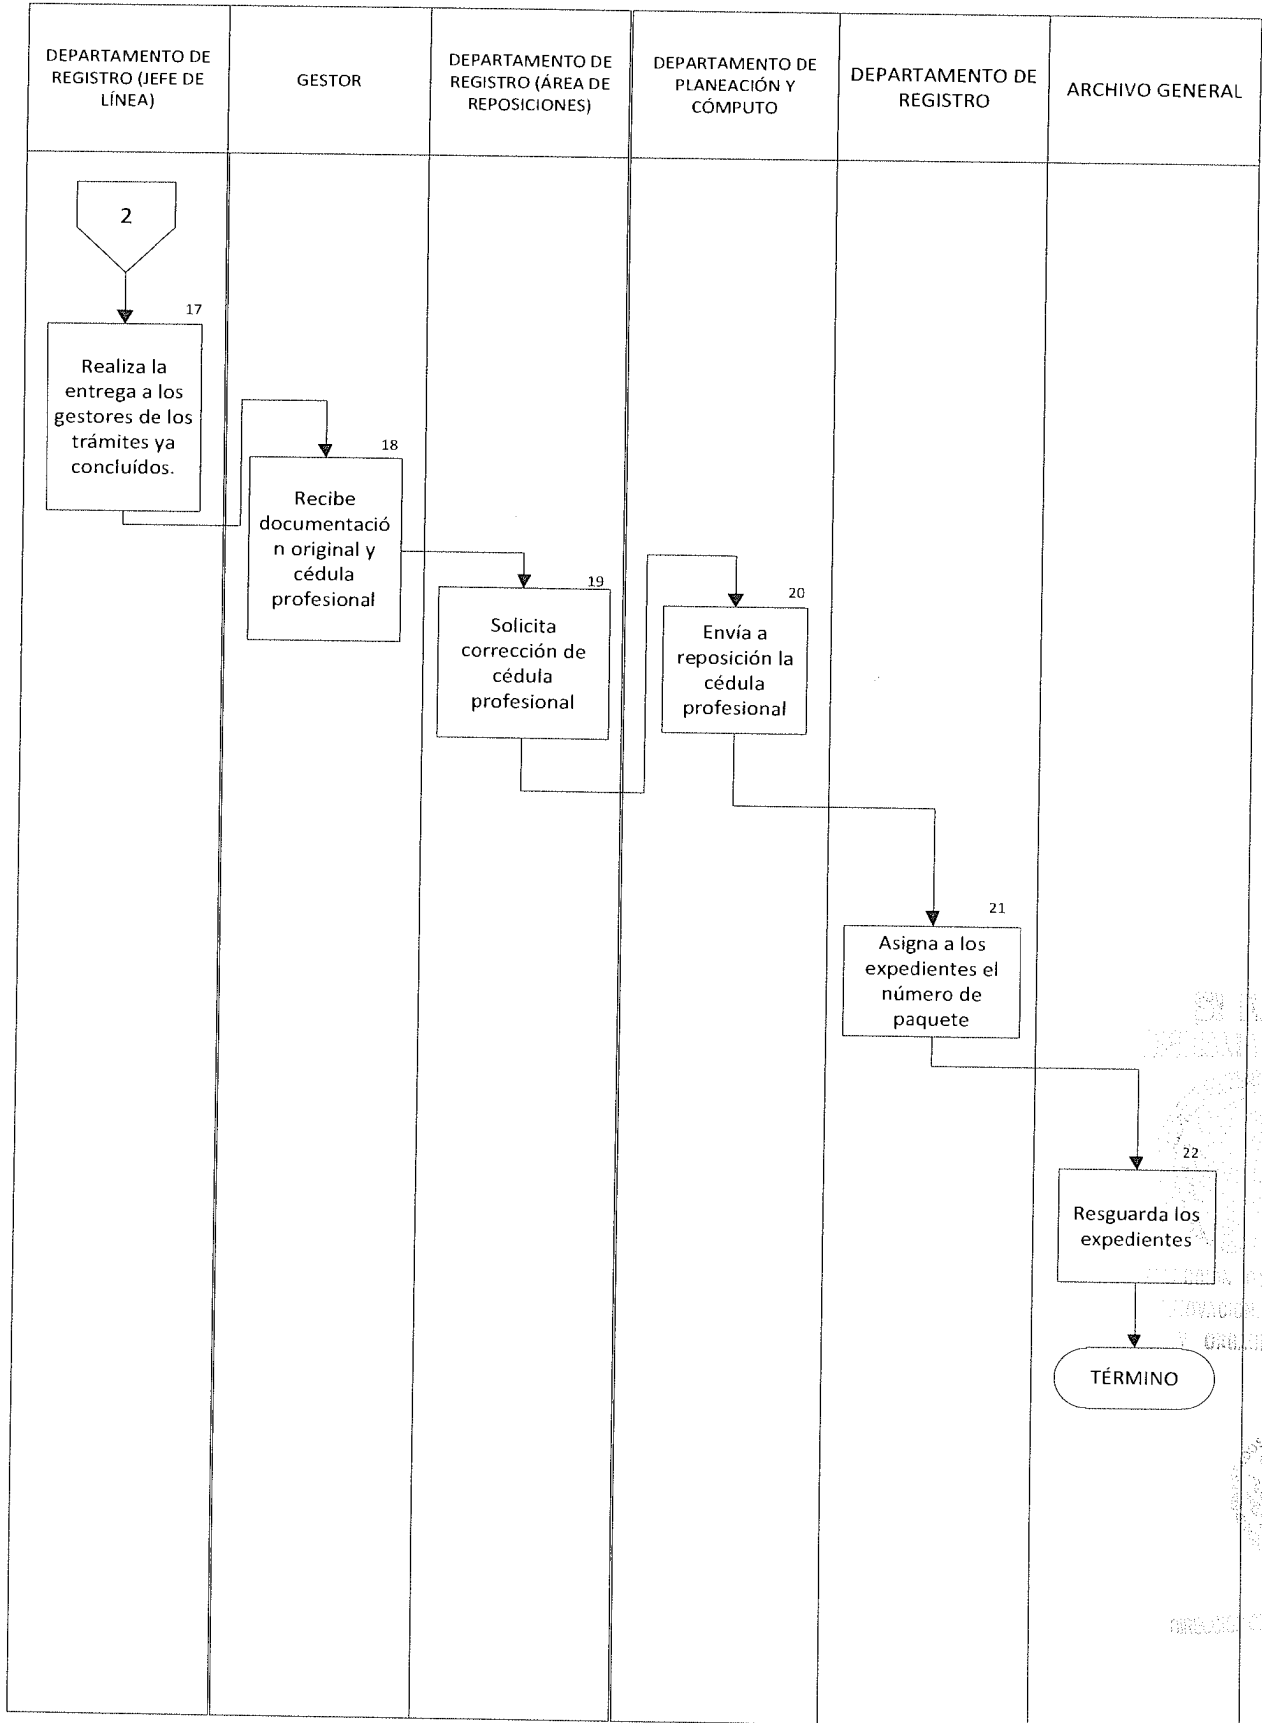 DEPARTAMENTO DE
REGISTRO (JEFE DE
LÍNEA)
GESTOR
DEPARTAMENTO DE
REGISTRO (ÁREA DE
REPOSICIONES)
DEPARTAMENTO DE
PLANEACIÓN Y
CÓMPUTO
DEPARTAMENTO DE
REGISTRO
ARCHIVO GENERAL
2
17
Realiza la
entrega a los
gestores de los
trámites ya
concluídos.
18
Recibe
documentació
n original y
cédula
profesional
19
Solicita
corrección de
cédula
profesional
20
Envía a
reposición la
cédula
profesional
21
Asigna a los
expedientes el
número de
paquete
22
Resguarda los
expedientes
TÉRMINO